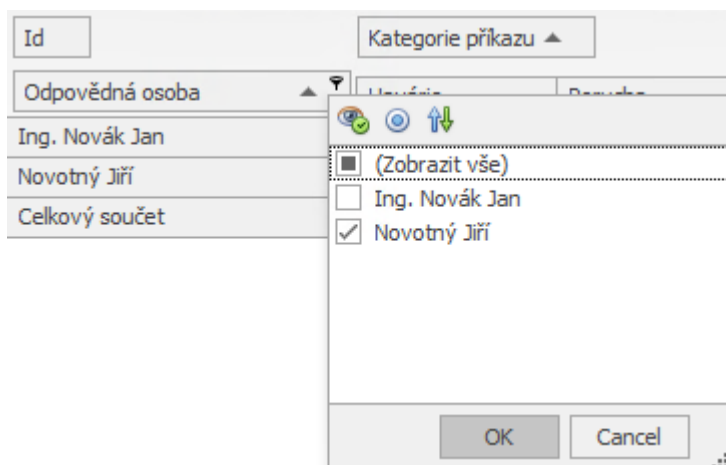 Id
Kategorie příkazu
Odpovědná osoba
Ing. Novák Jan
Novotný Jiří
Celkový součet
(Zobrazit vše)
Ing. Novák Jan
Novotný Jiří
OK
Cancel